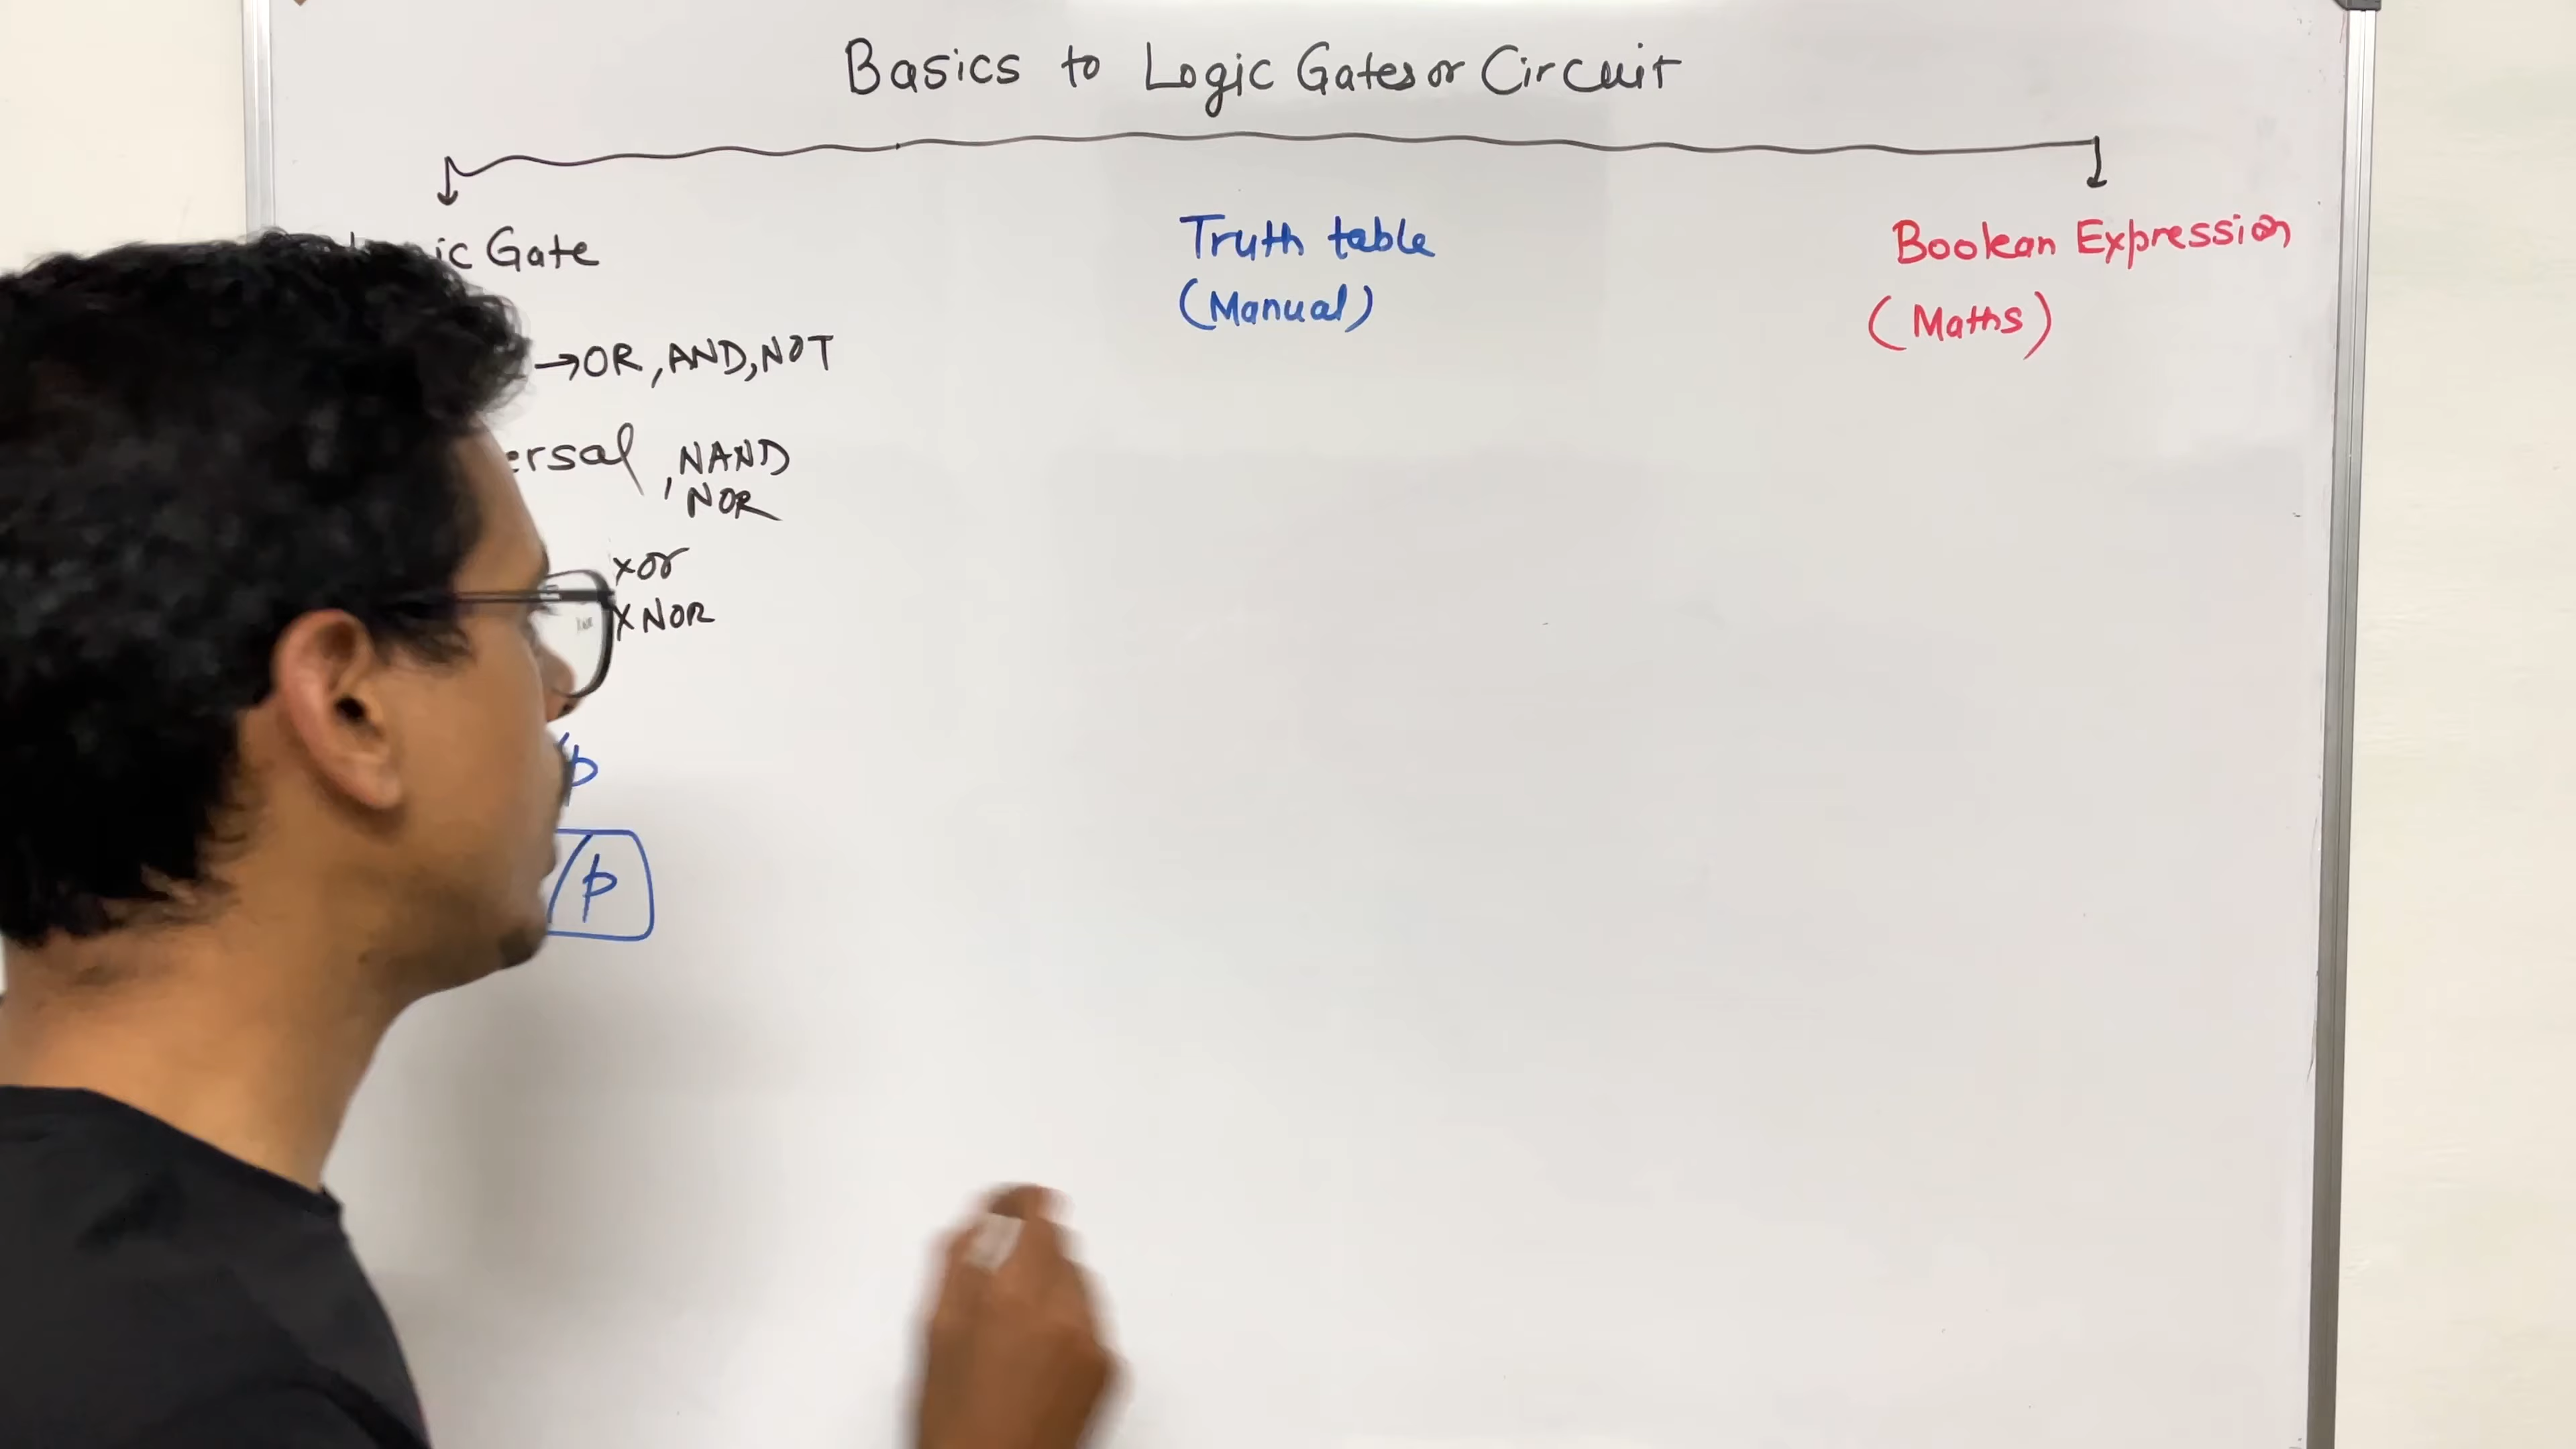 Basics to Logic Gates or Circuit
ic Gate
Truth table
(Manual)
Boolean Expression
(Maths)
→OR, AND, NOT
ersal, NAND
, NOR
xor
XNOR
/p
/p